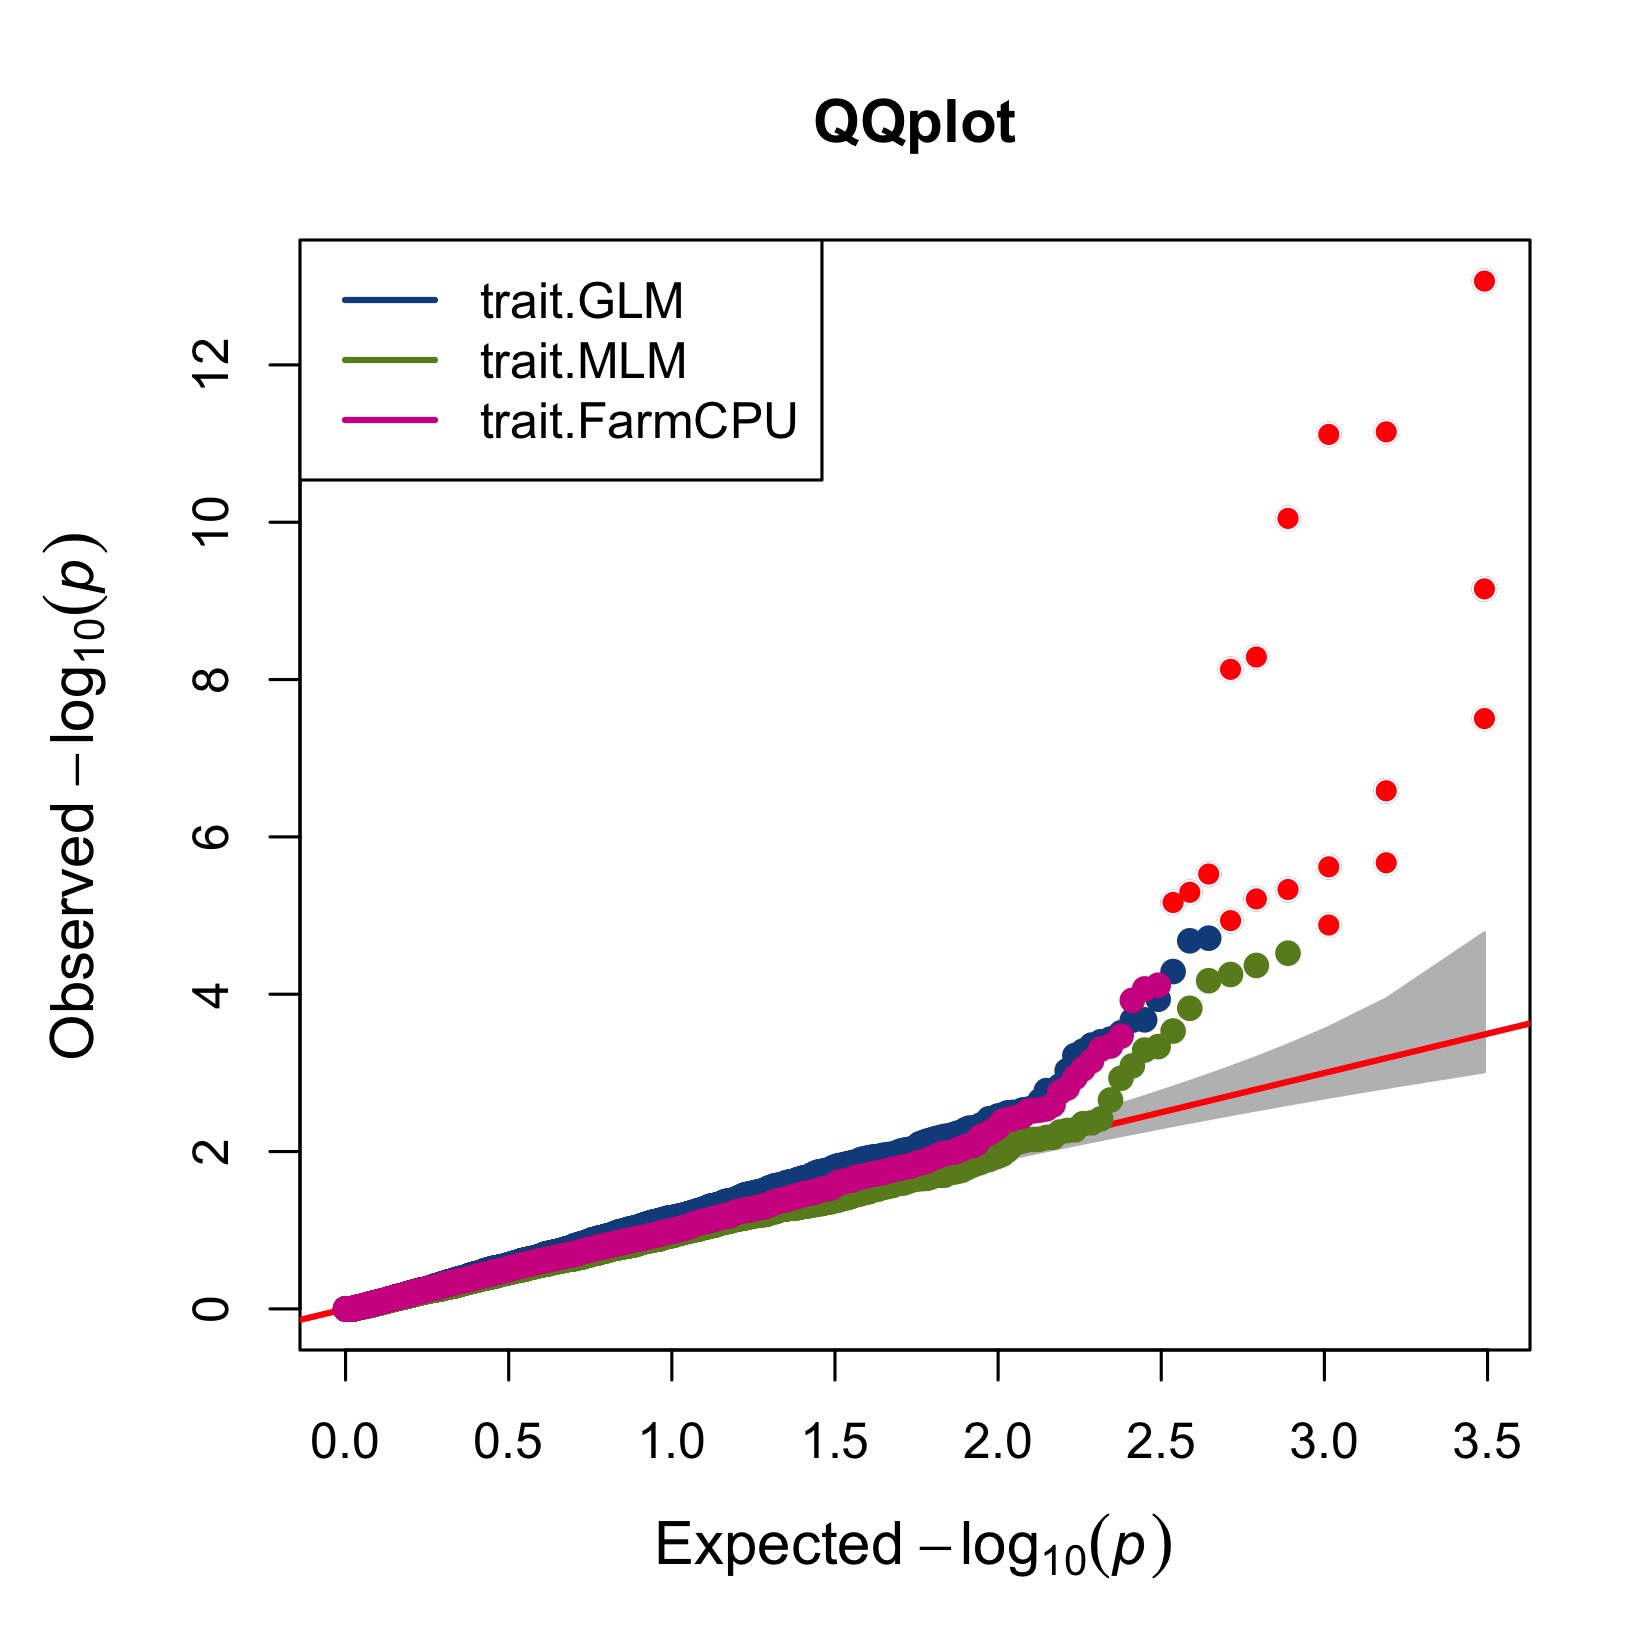 QQplot
trait.GLM
trait.MLM
trait.FarmCPU
Observed −log10(p)
12
10
8
6
4
2
0
0.0 0.5 1.0 1.5 2.0 2.5 3.0 3.5
Expected −log10(p)